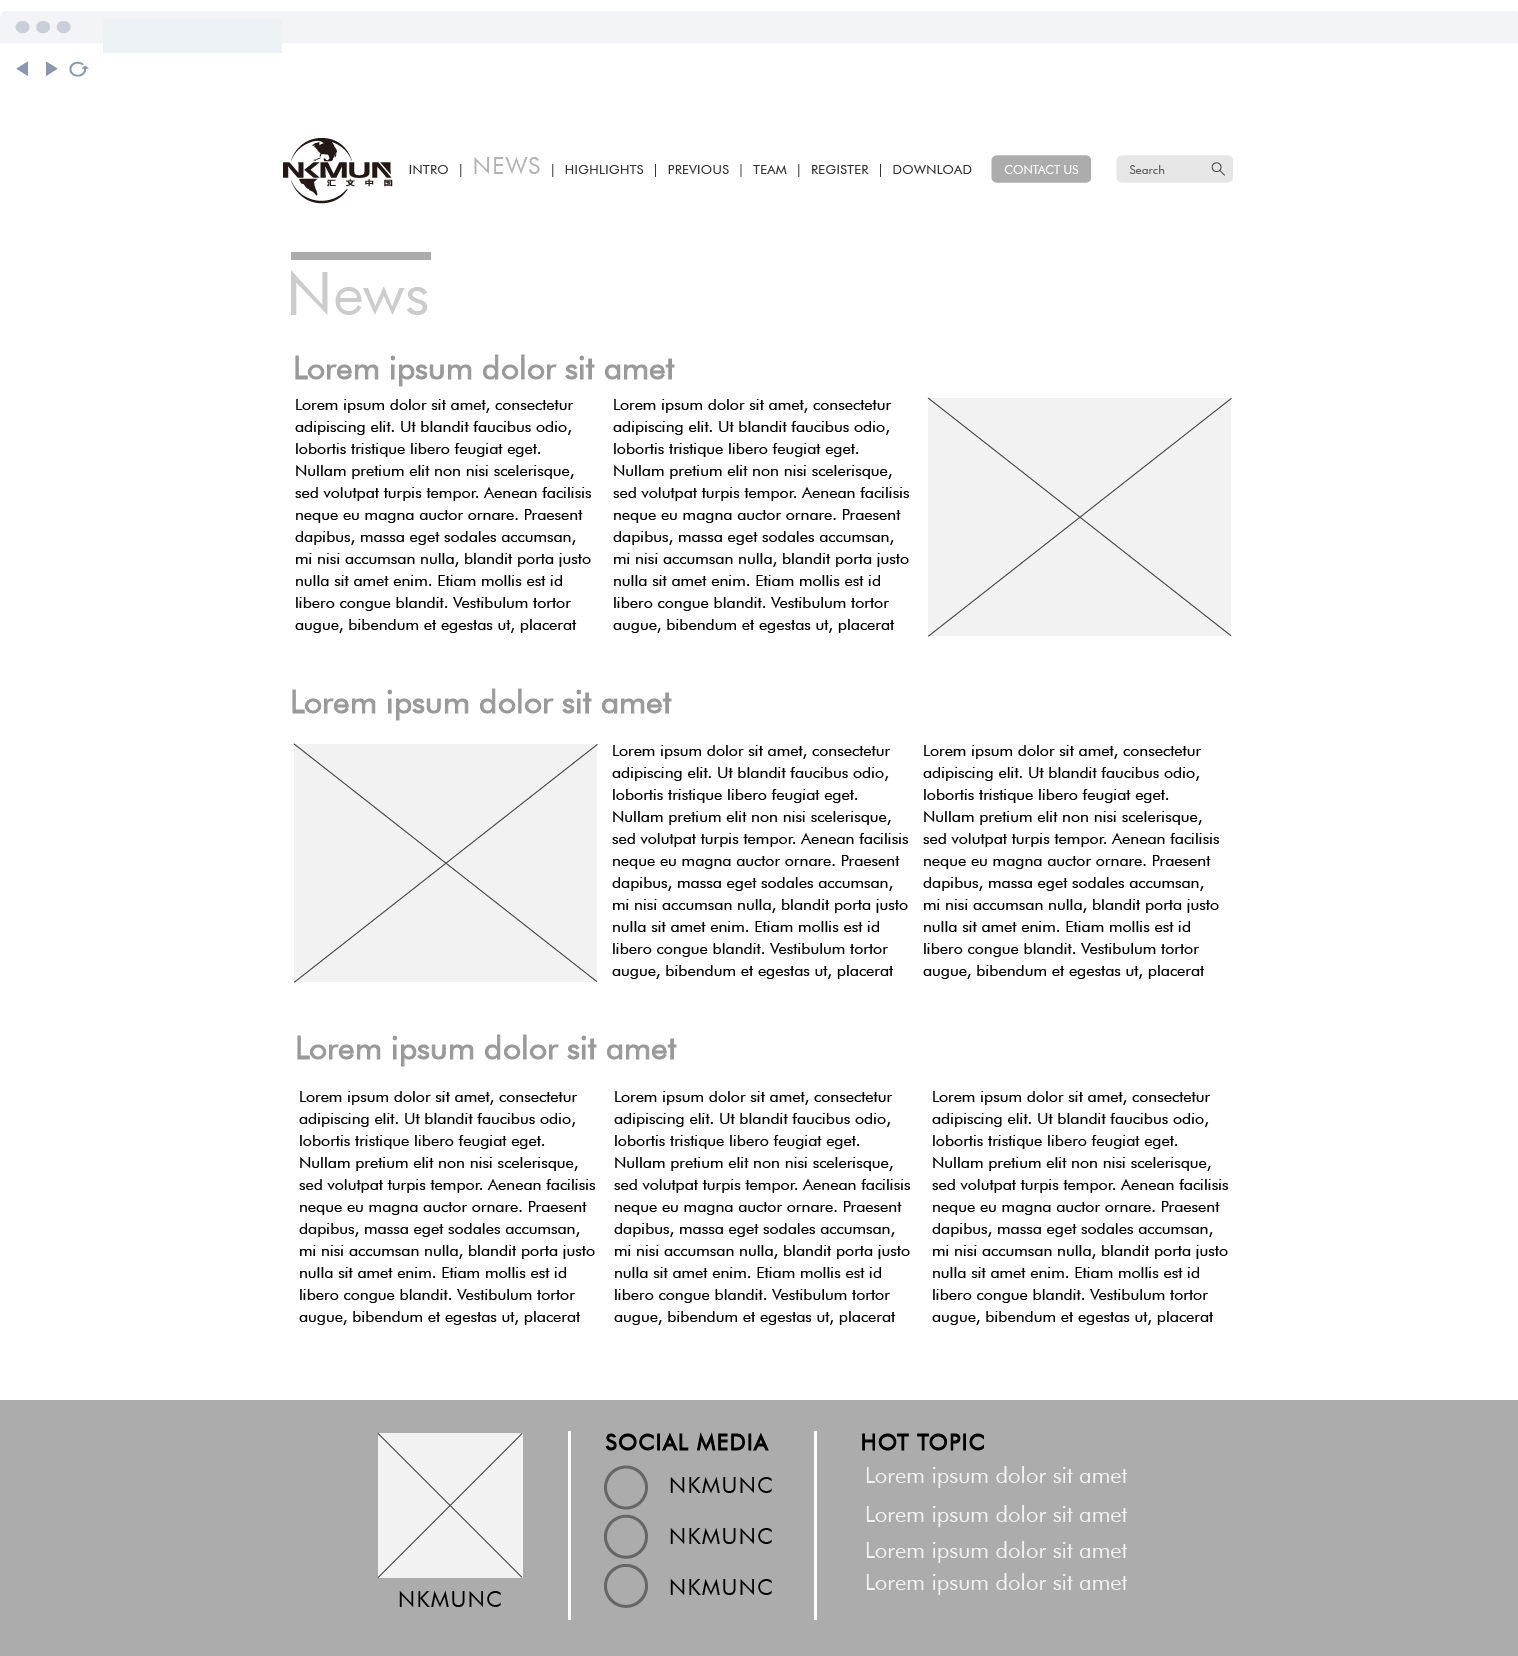 NKMUN
汇文中国
INTRO | NEWS | HIGHLIGHTS | PREVIOUS | TEAM | REGISTER | DOWNLOAD CONTACT US Search
News
Lorem ipsum dolor sit amet
Lorem ipsum dolor sit amet, consectetur
adipiscing elit. Ut blandit faucibus odio,
lobortis tristique libero feugiat eget.
Nullam pretium elit non nisi scelerisque,
sed volutpat turpis tempor. Aenean facilisis
neque eu magna auctor ornare. Praesent
dapibus, massa eget sodales accumsan,
mi nisi accumsan nulla, blandit porta justo
nulla sit amet enim. Etiam mollis est id
libero congue blandit. Vestibulum tortor
augue, bibendum et egestas ut, placerat
Lorem ipsum dolor sit amet, consectetur
adipiscing elit. Ut blandit faucibus odio,
lobortis tristique libero feugiat eget.
Nullam pretium elit non nisi scelerisque,
sed volutpat turpis tempor. Aenean facilisis
neque eu magna auctor ornare. Praesent
dapibus, massa eget sodales accumsan,
mi nisi accumsan nulla, blandit porta justo
nulla sit amet enim. Etiam mollis est id
libero congue blandit. Vestibulum tortor
augue, bibendum et egestas ut, placerat
Lorem ipsum dolor sit amet
Lorem ipsum dolor sit amet, consectetur
adipiscing elit. Ut blandit faucibus odio,
lobortis tristique libero feugiat eget.
Nullam pretium elit non nisi scelerisque,
sed volutpat turpis tempor. Aenean facilisis
neque eu magna auctor ornare. Praesent
dapibus, massa eget sodales accumsan,
mi nisi accumsan nulla, blandit porta justo
nulla sit amet enim. Etiam mollis est id
libero congue blandit. Vestibulum tortor
augue, bibendum et egestas ut, placerat
Lorem ipsum dolor sit amet, consectetur
adipiscing elit. Ut blandit faucibus odio,
lobortis tristique libero feugiat eget.
Nullam pretium elit non nisi scelerisque,
sed volutpat turpis tempor. Aenean facilisis
neque eu magna auctor ornare. Praesent
dapibus, massa eget sodales accumsan,
mi nisi accumsan nulla, blandit porta justo
nulla sit amet enim. Etiam mollis est id
libero congue blandit. Vestibulum tortor
augue, bibendum et egestas ut, placerat
Lorem ipsum dolor sit amet
Lorem ipsum dolor sit amet, consectetur
adipiscing elit. Ut blandit faucibus odio,
lobortis tristique libero feugiat eget.
Nullam pretium elit non nisi scelerisque,
sed volutpat turpis tempor. Aenean facilisis
neque eu magna auctor ornare. Praesent
dapibus, massa eget sodales accumsan,
mi nisi accumsan nulla, blandit porta justo
nulla sit amet enim. Etiam mollis est id
libero congue blandit. Vestibulum tortor
augue, bibendum et egestas ut, placerat
Lorem ipsum dolor sit amet, consectetur
adipiscing elit. Ut blandit faucibus odio,
lobortis tristique libero feugiat eget.
Nullam pretium elit non nisi scelerisque,
sed volutpat turpis tempor. Aenean facilisis
neque eu magna auctor ornare. Praesent
dapibus, massa eget sodales accumsan,
mi nisi accumsan nulla, blandit porta justo
nulla sit amet enim. Etiam mollis est id
libero congue blandit. Vestibulum tortor
augue, bibendum et egestas ut, placerat
Lorem ipsum dolor sit amet, consectetur
adipiscing elit. Ut blandit faucibus odio,
lobortis tristique libero feugiat eget.
Nullam pretium elit non nisi scelerisque,
sed volutpat turpis tempor. Aenean facilisis
neque eu magna auctor ornare. Praesent
dapibus, massa eget sodales accumsan,
mi nisi accumsan nulla, blandit porta justo
nulla sit amet enim. Etiam mollis est id
libero congue blandit. Vestibulum tortor
augue, bibendum et egestas ut, placerat
NKMUNC
SOCIAL MEDIA
NKMUNC
NKMUNC
NKMUNC
HOT TOPIC
Lorem ipsum dolor sit amet
Lorem ipsum dolor sit amet
Lorem ipsum dolor sit amet
Lorem ipsum dolor sit amet